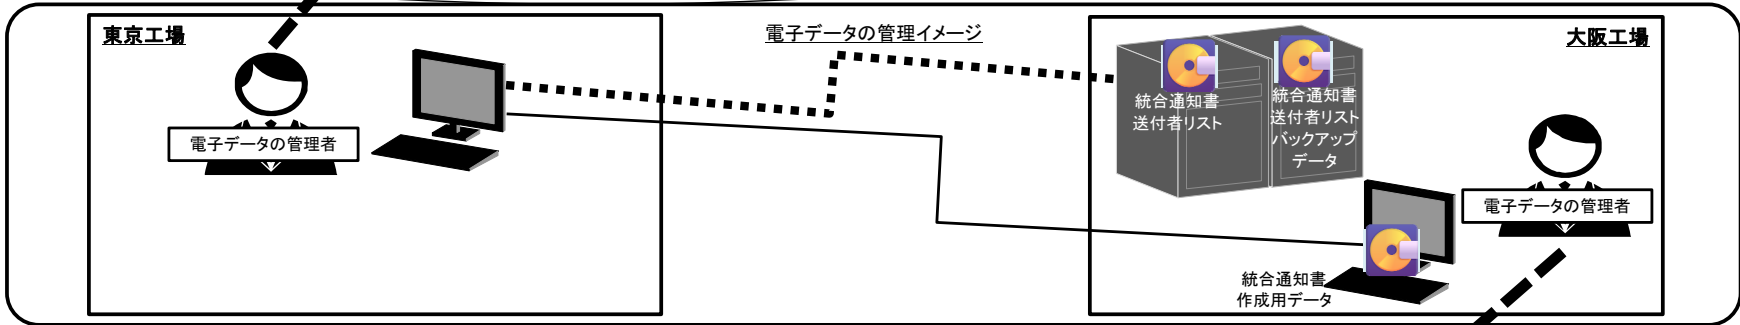 東京工場
電子データの管理者
電子データの管理イメージ
大阪工場
統合通知書
送付者リスト
統合通知書
送付者リスト
バックアップ
データ
電子データの管理者
統合通知書
作成用データ